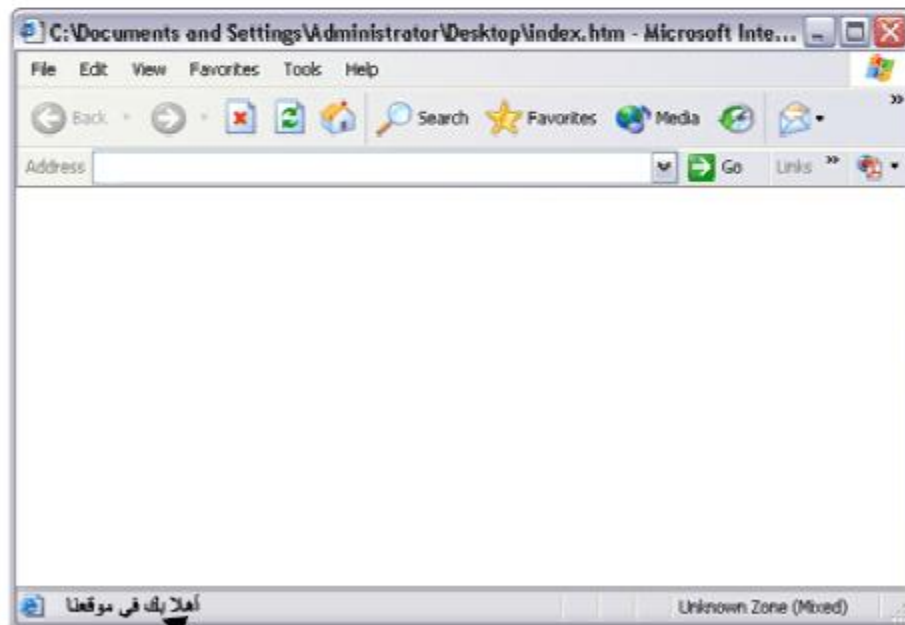 C:\Documents and Settings\Administrator\Desktop\index.htm - Microsoft Inte...
File Edit View Favorites Tools Help
Back Search Favorites Media »
Address Go Links »
أهلا بك فى موقعنا Unknown Zone (Mixed)